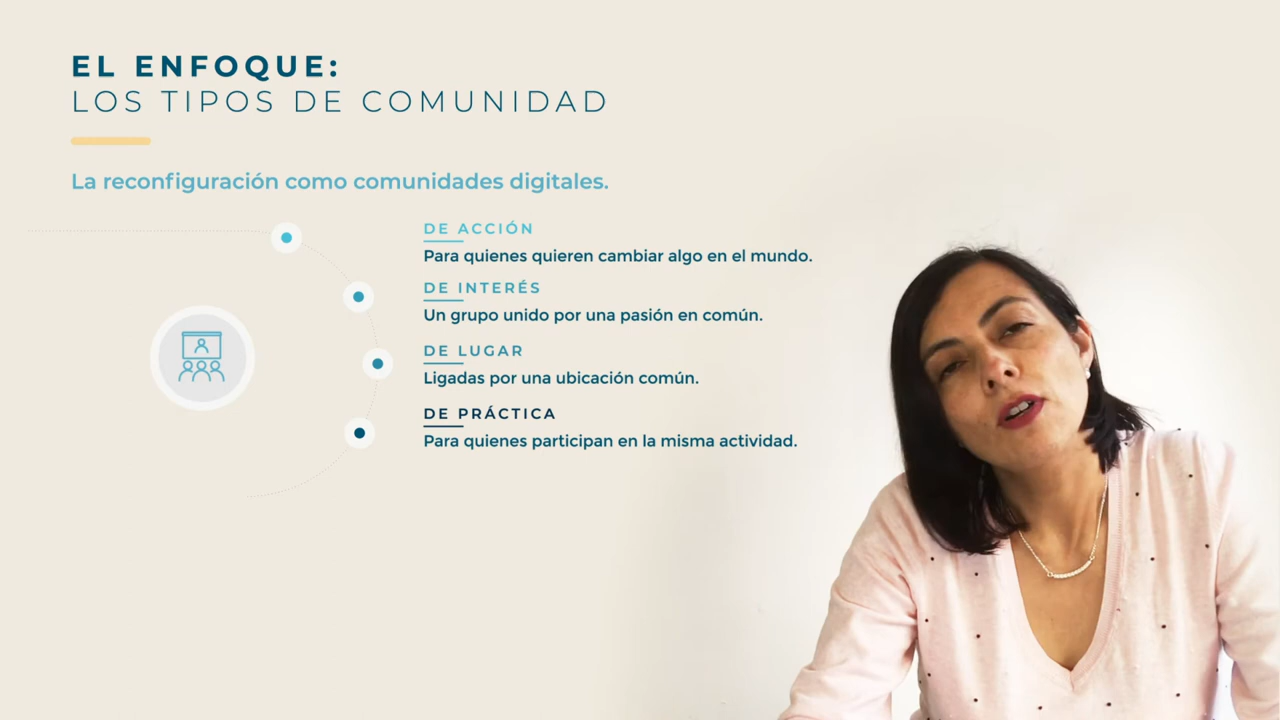 EL ENFOQUE:
LOS TIPOS DE COMUNIDAD
La reconfiguración como comunidades digitales.
DE ACCIÓN
Para quienes quieren cambiar algo en el mundo.
DE INTERÉS
Un grupo unido por una pasión en común.
DE LUGAR
Ligadas por una ubicación común.
DE PRÁCTICA
Para quienes participan en la misma actividad.